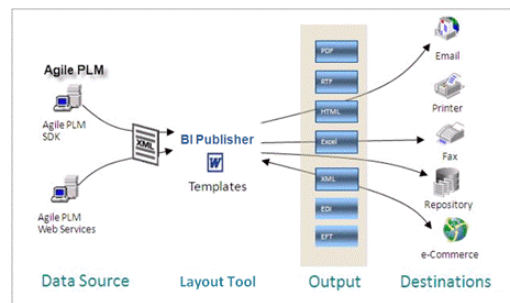 Agile PLM
Agile PLM
SDK
XML
Agile PLM
Web Services
BI Publisher
W
Templates
PDF
RTF
HTML
Excel
XML
EDI
EFT
Email
Printer
Fax
Repository
e-Commerce
Data Source
Layout Tool
Output
Destinations